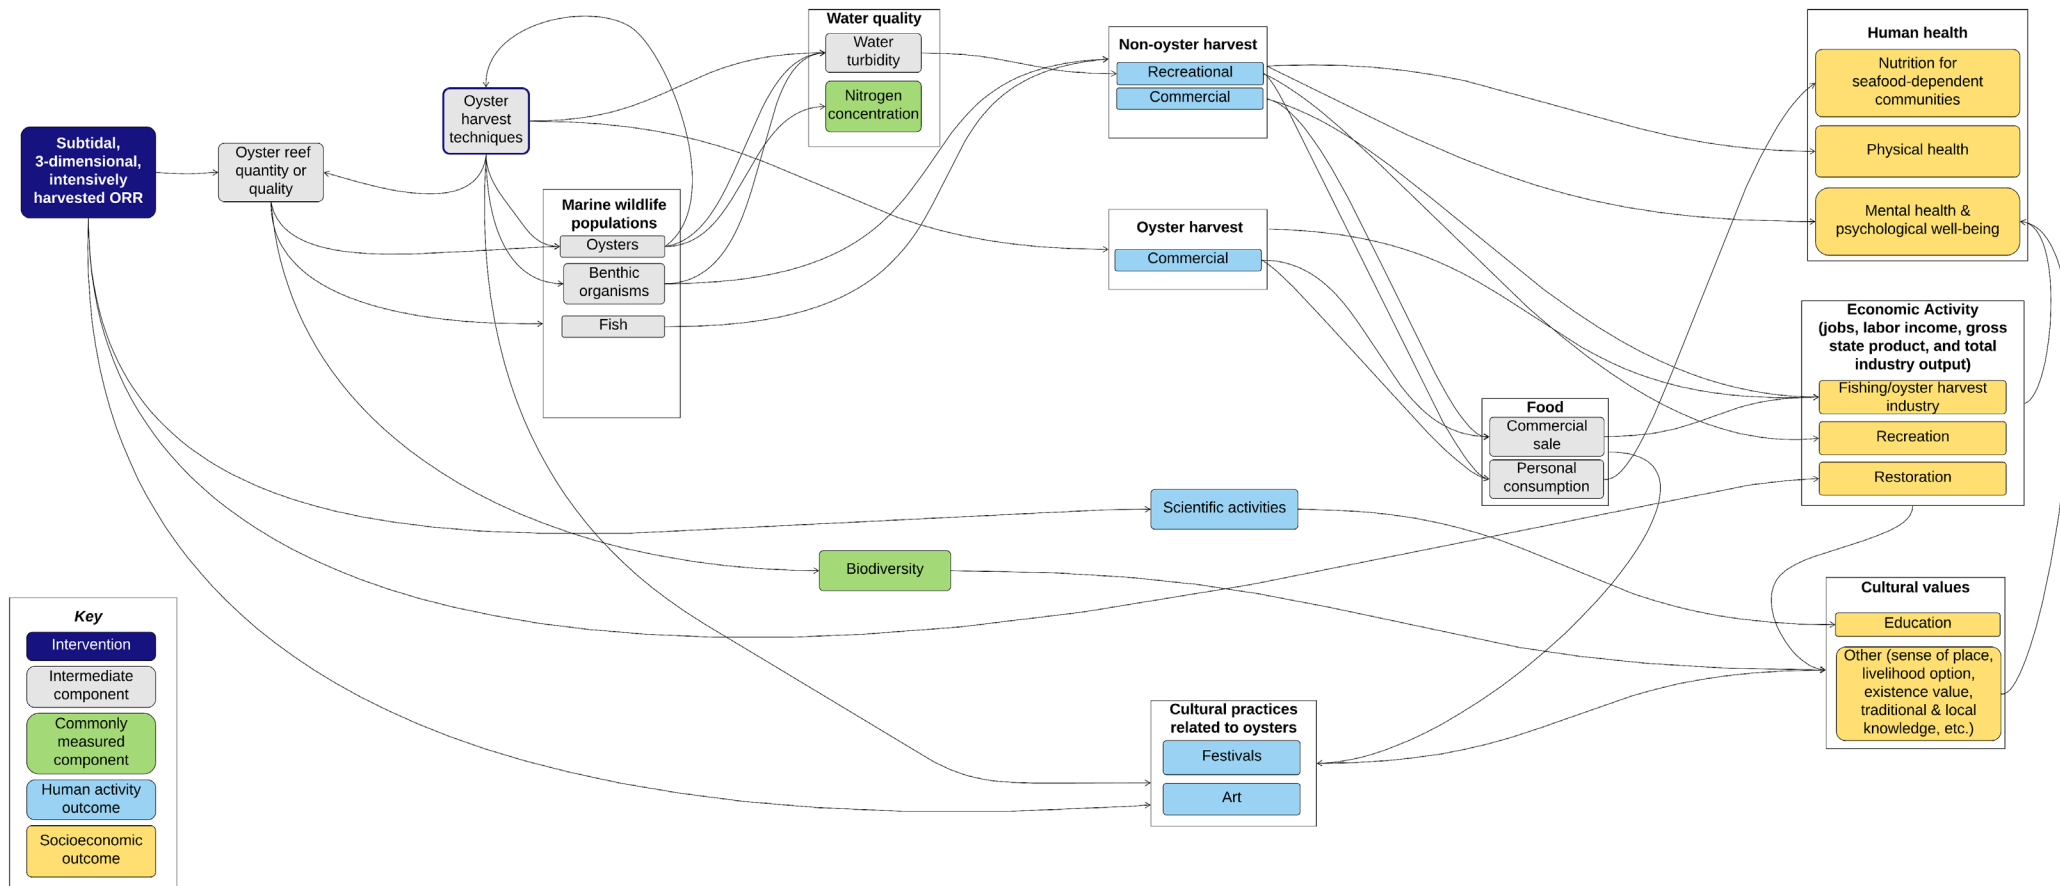 Subtidal,
3-dimensional,
intensively
harvested ORR
Oyster reef
quantity or
quality
Oyster
harvest
techniques
Marine wildlife
populations
Oysters
Benthic
organisms
Fish
Water quality
Water
turbidity
Nitrogen
concentration
Non-oyster harvest
Recreational
Commercial
Oyster harvest
Commercial
Food
Commercial
sale
Personal
consumption
Scientific activities
Biodiversity
Cultural practices
related to oysters
Festivals
Art
Human health
Nutrition for
seafood-dependent
communities
Physical health
Mental health &
psychological well-being
Economic Activity
(jobs, labor income, gross
state product, and total
industry output)
Fishing/oyster harvest
industry
Recreation
Restoration
Cultural values
Education
Other (sense of place,
livelihood option,
existence value,
traditional & local
knowledge, etc.)
Key
Intervention
Intermediate
component
Commonly
measured
component
Human activity
outcome
Socioeconomic
outcome